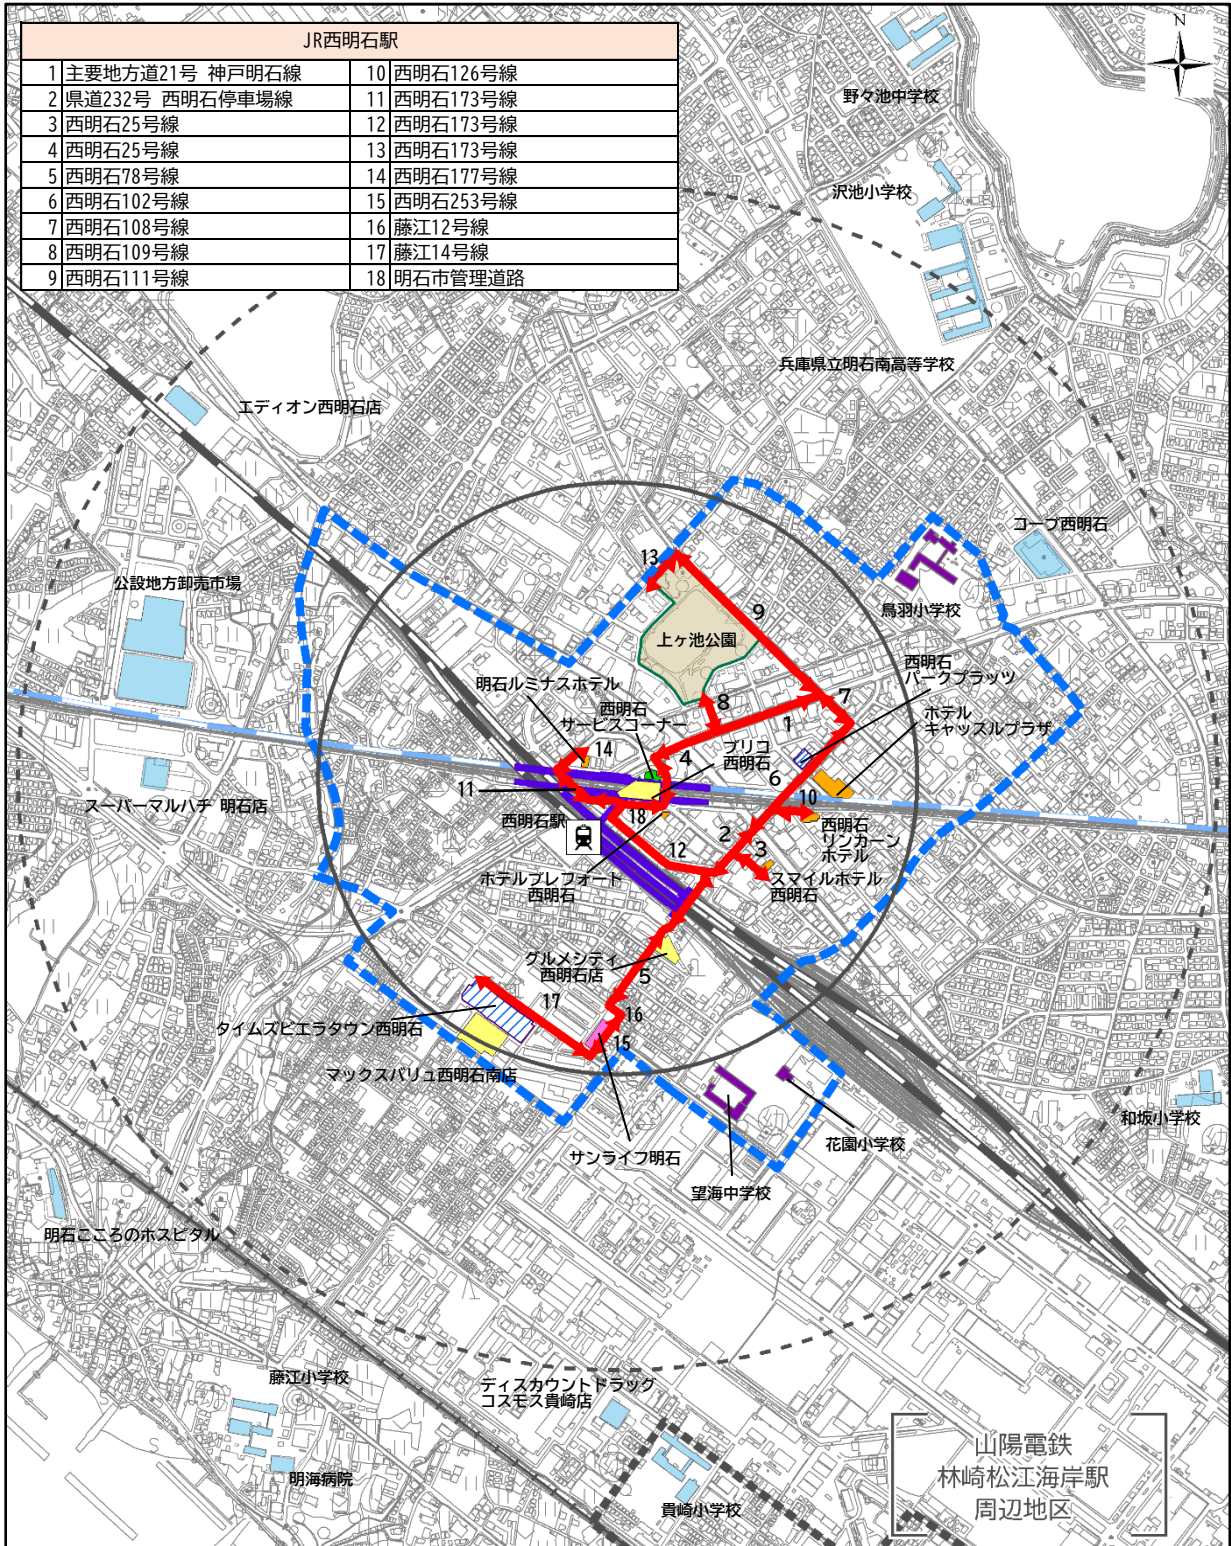 JR西明石駅
1 主要地方道21号 神戸明石線 10 西明石126号線
2 県道232号 西明石停車場線 11 西明石173号線
3 西明石25号線 12 西明石173号線
4 西明石25号線 13 西明石173号線
5 西明石78号線 14 西明石177号線
6 西明石102号線 15 西明石253号線
7 西明石108号線 16 藤江12号線
8 西明石109号線 17 藤江14号線
9 西明石111号線 18 明石市管理道路
N
野々池中学校
沢池小学校
兵庫県立明石南高等学校
エディオン西明石店
コープ西明石
公設地方卸売市場
13
鳥羽小学校
9
上ヶ池公園
西明石
パークプラッツ
明石ルミナスホテル
西明石
サービスコーナー
8
7
1
ホテル
キャッスルプラザ
プリコ
西明石
14
4
スーパーマルハチ 明石店
11
6
10
西明石駅
18
西明石
リンカーン
ホテル
2
3
12
ホテルブレフォート
西明石
スマイルホテル
西明石
グルメシティ
西明石店
5
17
16
タイムズビエラタウン西明石
15
マックスバリュ西明石南店
和坂小学校
花園小学校
サンライフ明石
望海中学校
明石こころのホスピタル
藤江小学校
ディスカウントドラッグ
コスモス貴崎店
山陽電鉄
林崎松江海岸駅
周辺地区
明海病院
貴崎小学校